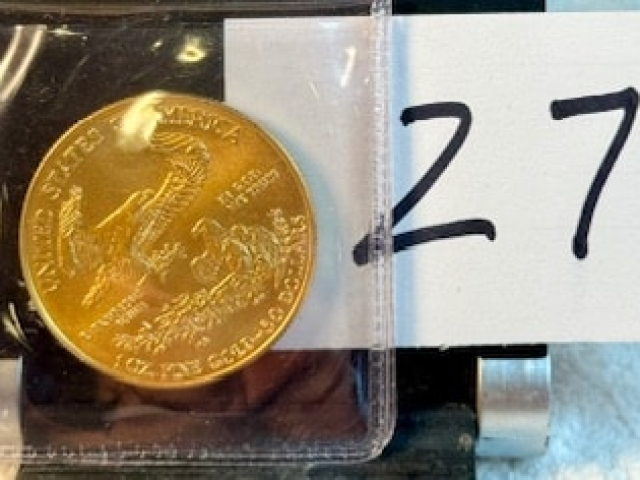 UNITED STATES OF AMERICA
1 OZ. FINE GOLD~50 DOLLARS
27